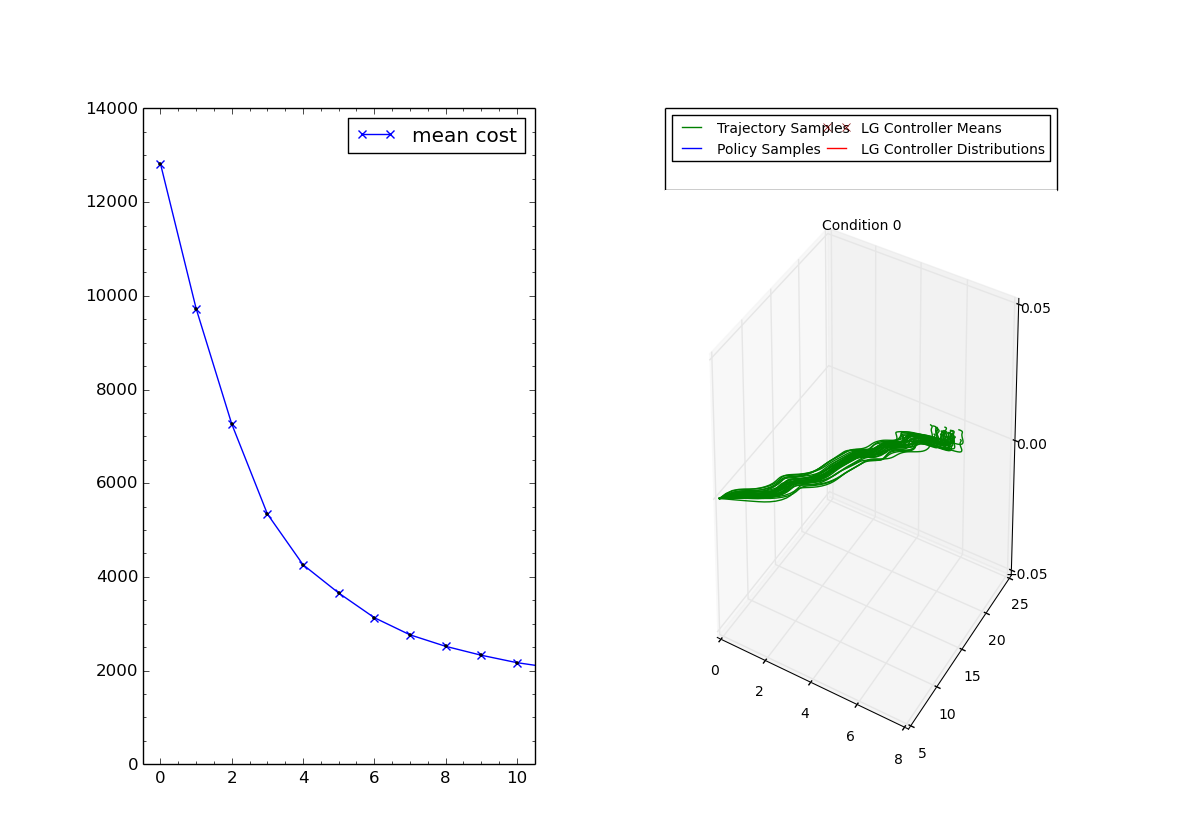 14000
12000
10000
8000
6000
4000
2000
0
0 2 4 6 8 10
mean cost
Trajectory Samples LG Controller Means
Policy Samples LG Controller Distributions
Condition 0
0.05
0.00
-0.05
0 2 4 6 8
5 10 15 20 25